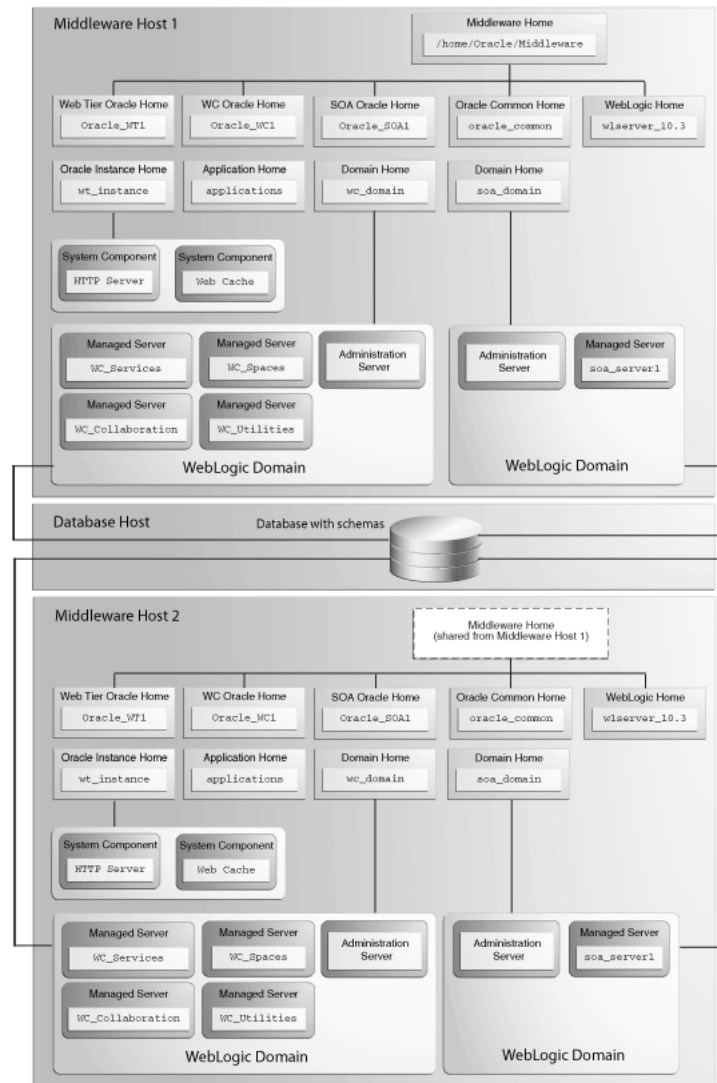 Middleware Host 1
Middleware Home
/home/Oracle/Middleware
Web Tier Oracle Home
WC Oracle Home
SOA Oracle Home
Oracle Common Home
WebLogic Home
Oracle_WT1
Oracle_WC1
Oracle_SOA1
oracle_common
wlserver_10.3
Oracle Instance Home
Application Home
Domain Home
Domain Home
wt_instance
applications
wc_domain
soa_domain
System Component
System Component
HTTP Server
Web Cache
Managed Server
Managed Server
Administration
Server
Administration
Server
Managed Server
WC_Services
WC_Spaces
soa_server1
Managed Server
Managed Server
WC_Collaboration
WC_Utilities
WebLogic Domain
WebLogic Domain
Database Host
Database with schemas
Middleware Host 2
Middleware Home
(shared from Middleware Host 1)
Web Tier Oracle Home
WC Oracle Home
SOA Oracle Home
Oracle Common Home
WebLogic Home
Oracle_WT1
Oracle_WC1
Oracle_SOA1
oracle_common
wlserver_10.3
Oracle Instance Home
Application Home
Domain Home
Domain Home
wt_instance
applications
wc_domain
soa_domain
System Component
System Component
HTTP Server
Web Cache
Managed Server
Managed Server
Administration
Server
Administration
Server
Managed Server
WC_Services
WC_Spaces
soa_server1
Managed Server
Managed Server
WC_Collaboration
WC_Utilities
WebLogic Domain
WebLogic Domain